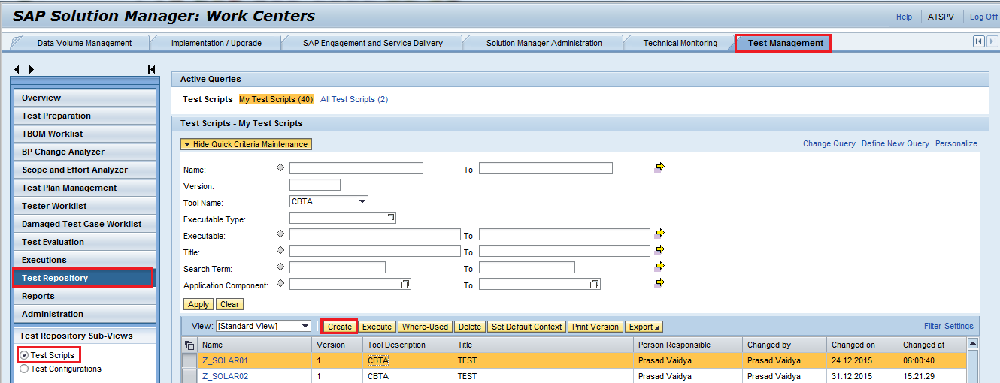 SAP Solution Manager: Work Centers
Help ATSPV Log Off
Data Volume Management Implementation / Upgrade SAP Engagement and Service Delivery Solution Manager Administration Technical Monitoring Test Management
Overview
Test Preparation
TBOM Worklist
BP Change Analyzer
Scope and Effort Analyzer
Test Plan Management
Tester Worklist
Damaged Test Case Worklist
Test Evaluation
Executions
Test Repository
Reports
Administration
Test Repository Sub-Views
Test Scripts
Test Configurations
Active Queries
Test Scripts My Test Scripts (40) All Test Scripts (2)
Test Scripts - My Test Scripts
Hide Quick Criteria Maintenance Change Query Define New Query Personalize
Name: To
Version:
Tool Name: CBTA
Executable Type:
Executable: To
Title: To
Search Term: To
Application Component: To
Apply Clear
View: [Standard View] Create Execute Where-Used Delete Set Default Context Print Version Export Filter Settings
Name Version Tool Description Title Person Responsible Changed by Changed on Changed at
Z_SOLAR01 1 CBTA TEST Prasad Vaidya Prasad Vaidya 24.12.2015 06:00:40
Z_SOLAR02 1 CBTA TEST Prasad Vaidya Prasad Vaidya 31.12.2015 15:21:29